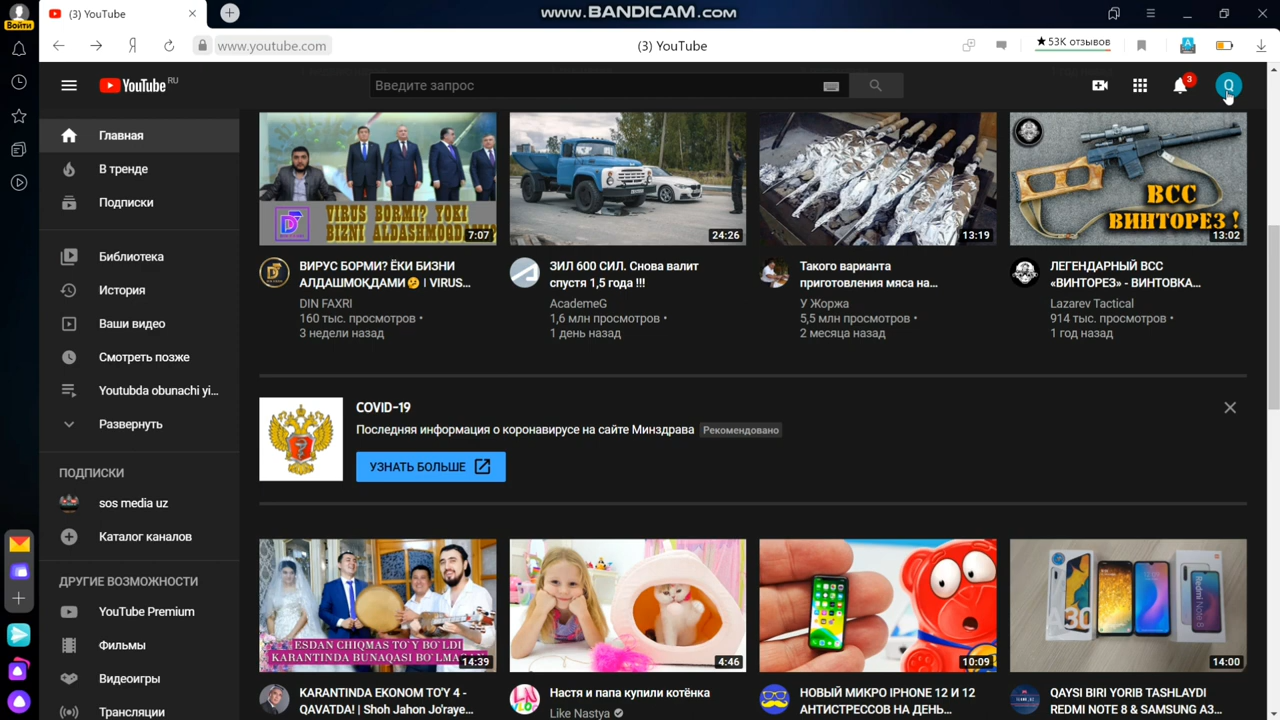 www.BANDICAM.com
Войти
(3) YouTube
www.youtube.com
(3) YouTube
★53K отзывов
YouTube RU
Введите запрос
3
Q
Главная
В тренде
Подписки
Библиотека
История
Ваши видео
Смотреть позже
Youtubda obunachi yi...
Развернуть
ПОДПИСКИ
sos media uz
Каталог каналов
ДРУГИЕ ВОЗМОЖНОСТИ
YouTube Premium
Фильмы
Видеоигры
Трансляции
VIRUS BORMI? YOKI
7:07
ВИРУС БОРМИ? ЁКИ БИЗНИ
АЛДАШМОҚДАМИ🤔 | VIRUS...
DIN FAXRI
160 тыс. просмотров •
3 недели назад
24:26
ЗИЛ 600 СИЛ. Снова валит
спустя 1,5 года !!!
AcademeG
1,6 млн просмотров •
1 день назад
13:19
Такого варианта
приготовления мяса на...
У Жоржа
5,5 млн просмотров •
2 месяца назад
ВСС
ВИНТОРЕЗ !
13:02
ЛЕГЕНДАРНЫЙ ВСС
«ВИНТОРЕЗ» - ВИНТОВКА...
Lazarev Tactical
914 тыс. просмотров •
1 год назад
COVID-19
Последняя информация о коронавирусе на сайте Минздрава Рекомендовано
УЗНАТЬ БОЛЬШЕ
ESDAN CHIQMAS TO`Y BO`LDI
KARANTINDA BUNAQASI BO`LMAGAN
14:39
KARANTINDA EKONOM TO'Y 4 -
QALANDA! | Shoh Jahon Jo'raye...
4:46
Настя и папа купили котёнка
Like Nastya
10:09
НОВЫЙ МИКРО IPHONE 12 И 12
АНТИСТРЕССОВ НА ДЕНЬ...
30
Redmi Note 8
14:00
QAYSI BIRI YORIB TASHLAYDI
REDMI NOTE 8 & SAMSUNG A3...